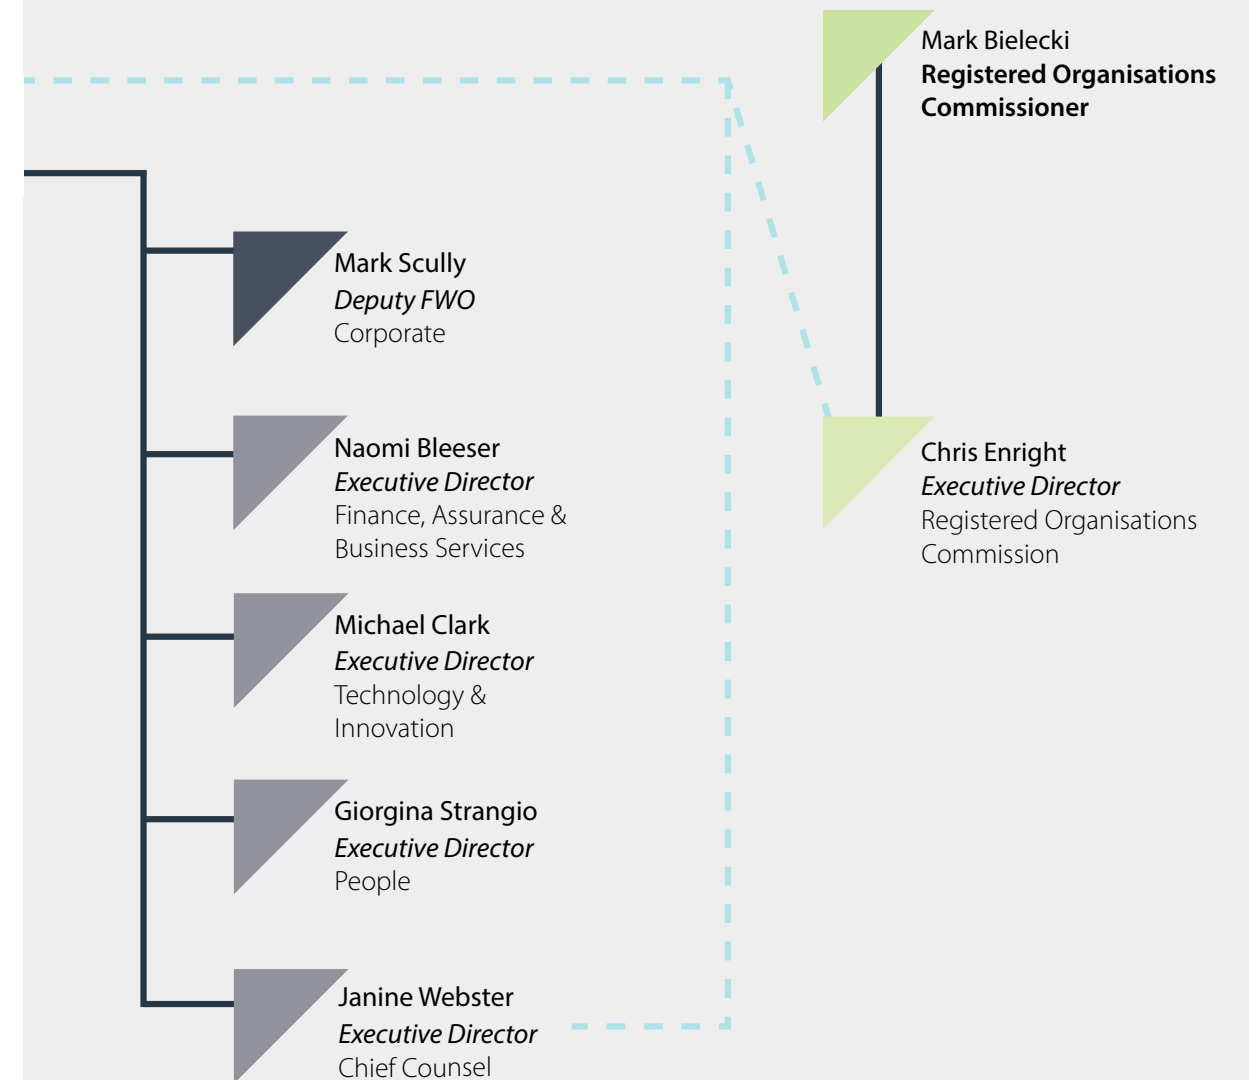 Mark Bielecki
Registered Organisations
Commissioner
Mark Scully
Deputy FWO
Corporate
Naomi Bleeser
Executive Director
Finance, Assurance &
Business Services
Chris Enright
Executive Director
Registered Organisations
Commission
Michael Clark
Executive Director
Technology &
Innovation
Giorgina Strangio
Executive Director
People
Janine Webster
Executive Director
Chief Counsel